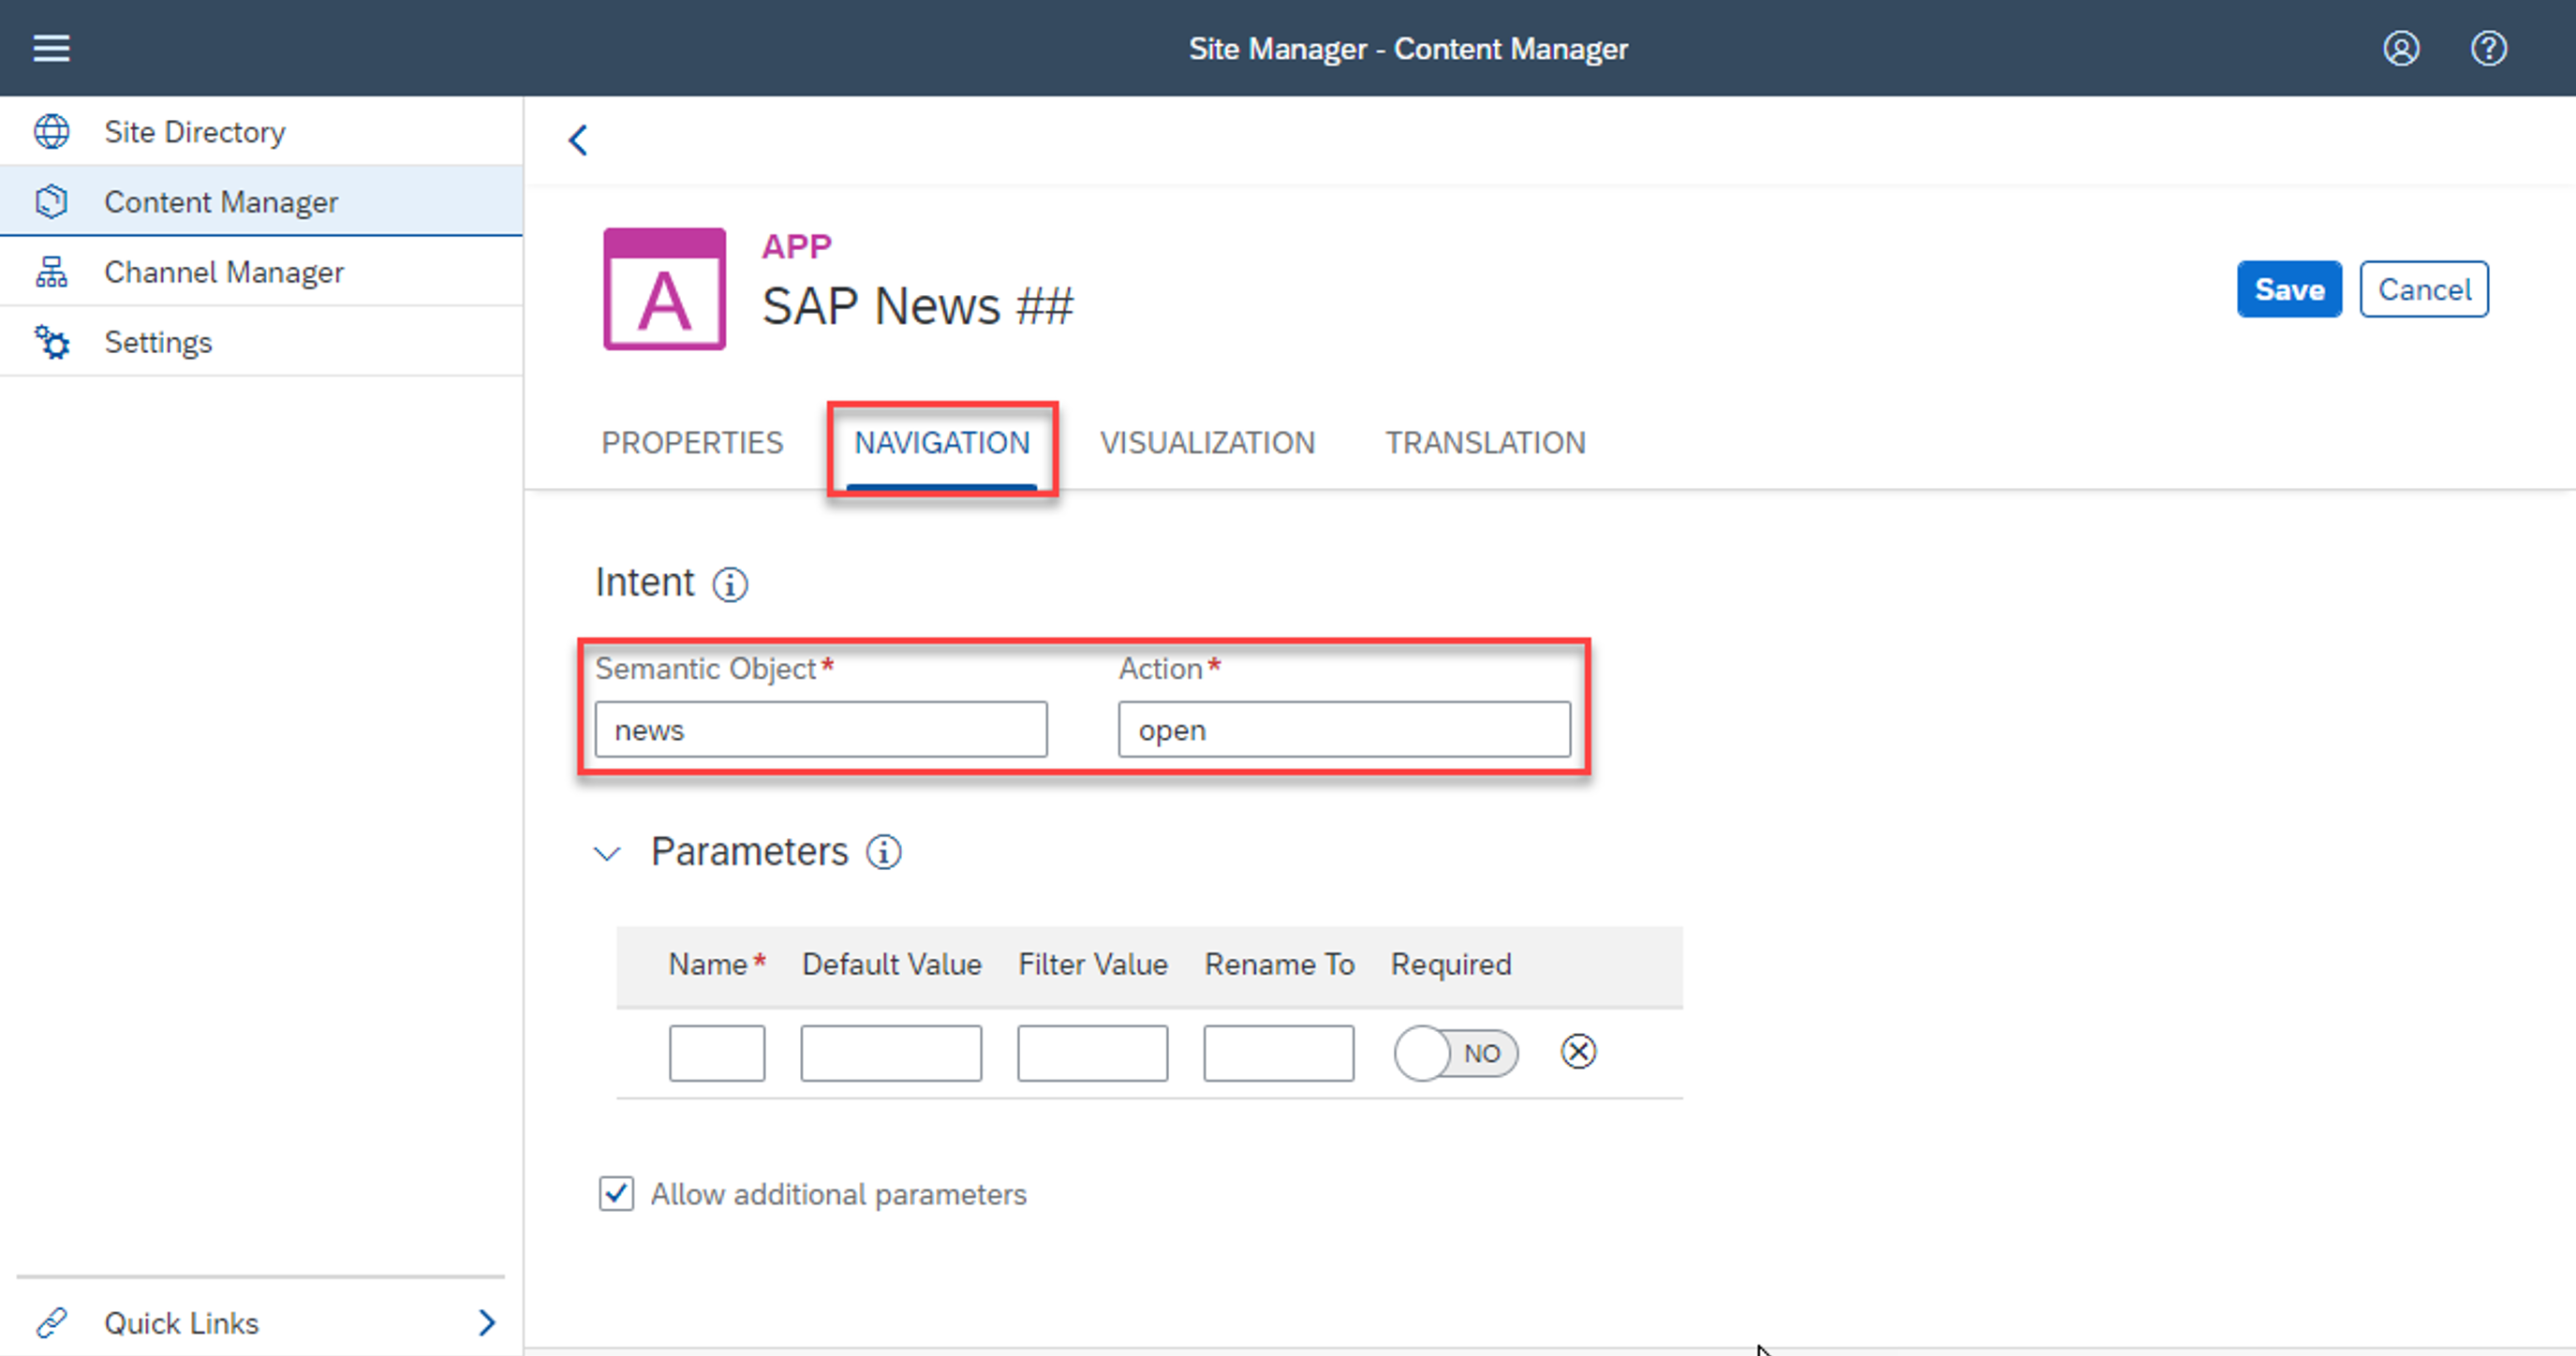 Site Manager - Content Manager
Site Directory
Content Manager
Channel Manager
Settings
A
APP
SAP News ##
Save
Cancel
PROPERTIES
NAVIGATION
VISUALIZATION
TRANSLATION
Intent
Semantic Object*
Action*
news
open
Parameters
Name* Default Value Filter Value Rename To Required
NO
Allow additional parameters
Quick Links